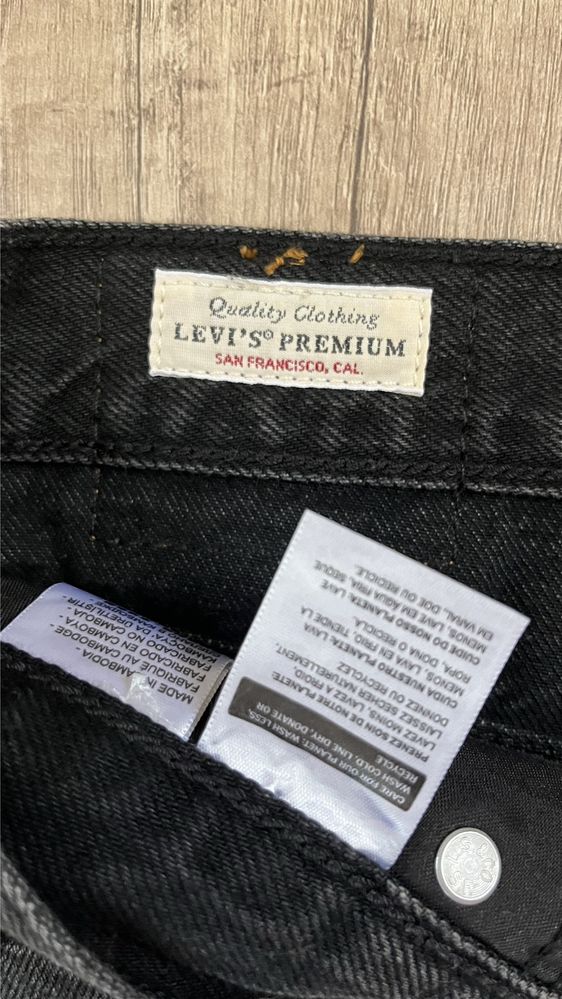 Quality Clothing
LEVI'S® PREMIUM
SAN FRANCISCO, CAL.
MADE IN CAMBODIA -
FABRIQUÉ AU CAMBODGE -
FABRICADO EN CAMBOYA -
FABRICADO NO CAMBOJA -
CARE FOR OUR PLANET: WASH LESS,
WASH COLD, LINE DRY, DONATE OR
RECYCLE
PRENEZ SOIN DE NOTRE PLANÈTE:
LAVEZ MOINS, LAVEZ À FROID,
LAISSEZ SÉCHER NATURELLEMENT,
DONNEZ OU RECYCLEZ
CUIDA NUESTRO PLANETA: LAVA
MENOS, LAVA EN FRÍO, TIENDE LA
ROPA, DONA O RECICLA.
CUIDE DO NOSSO PLANETA: LAVE
MENOS, LAVE EM ÁGUA FRIA, SEQUE
EM VARAL, DOE OU RECICLE.